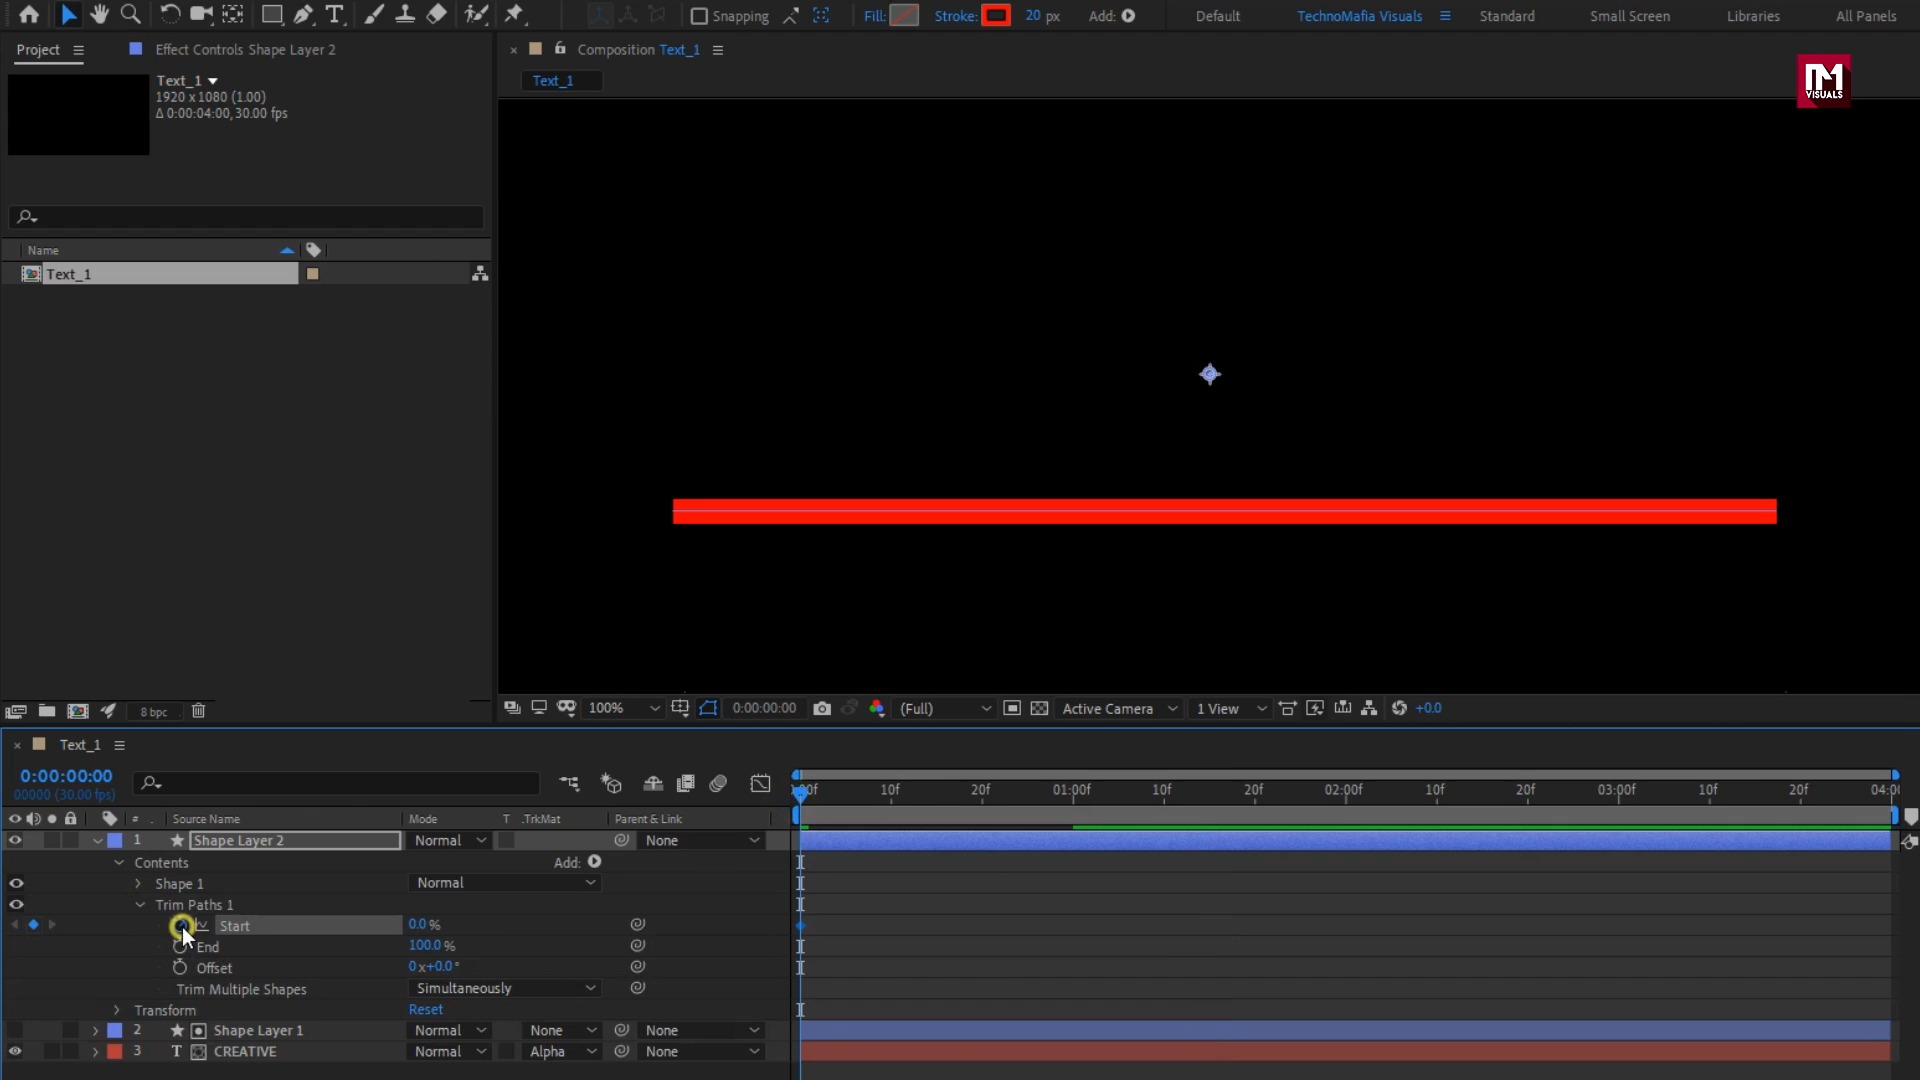 Snapping Fill: Stroke: 20 px Add: Default TechnoMafia Visuals Standard Small Screen Libraries All Panels
Project Effect Controls Shape Layer 2 Composition Text_1
Text_1
1920 x 1080 (1.00)
Δ 0:00:04:00, 30.00 fps
Text_1
VISUALS
Name
Text_1
8 bpc 100% 0:00:00:00 (Full) Active Camera 1 View +0.0
Text_1
0:00:00:00
00000 (30.00 fps)
10f 20f 01:00f 10f 20f 02:00f 10f 20f 03:00f 10f 20f
# Source Name Mode T .TrkMat Parent & Link
1 Shape Layer 2 Normal None
Contents Add:
Shape 1 Normal
Trim Paths 1
Start 0.0 %
End 100.0 %
Offset 0 x+0.0 °
Trim Multiple Shapes Simultaneously
Transform Reset
2 Shape Layer 1 Normal None None
3 T CREATIVE Normal Alpha None